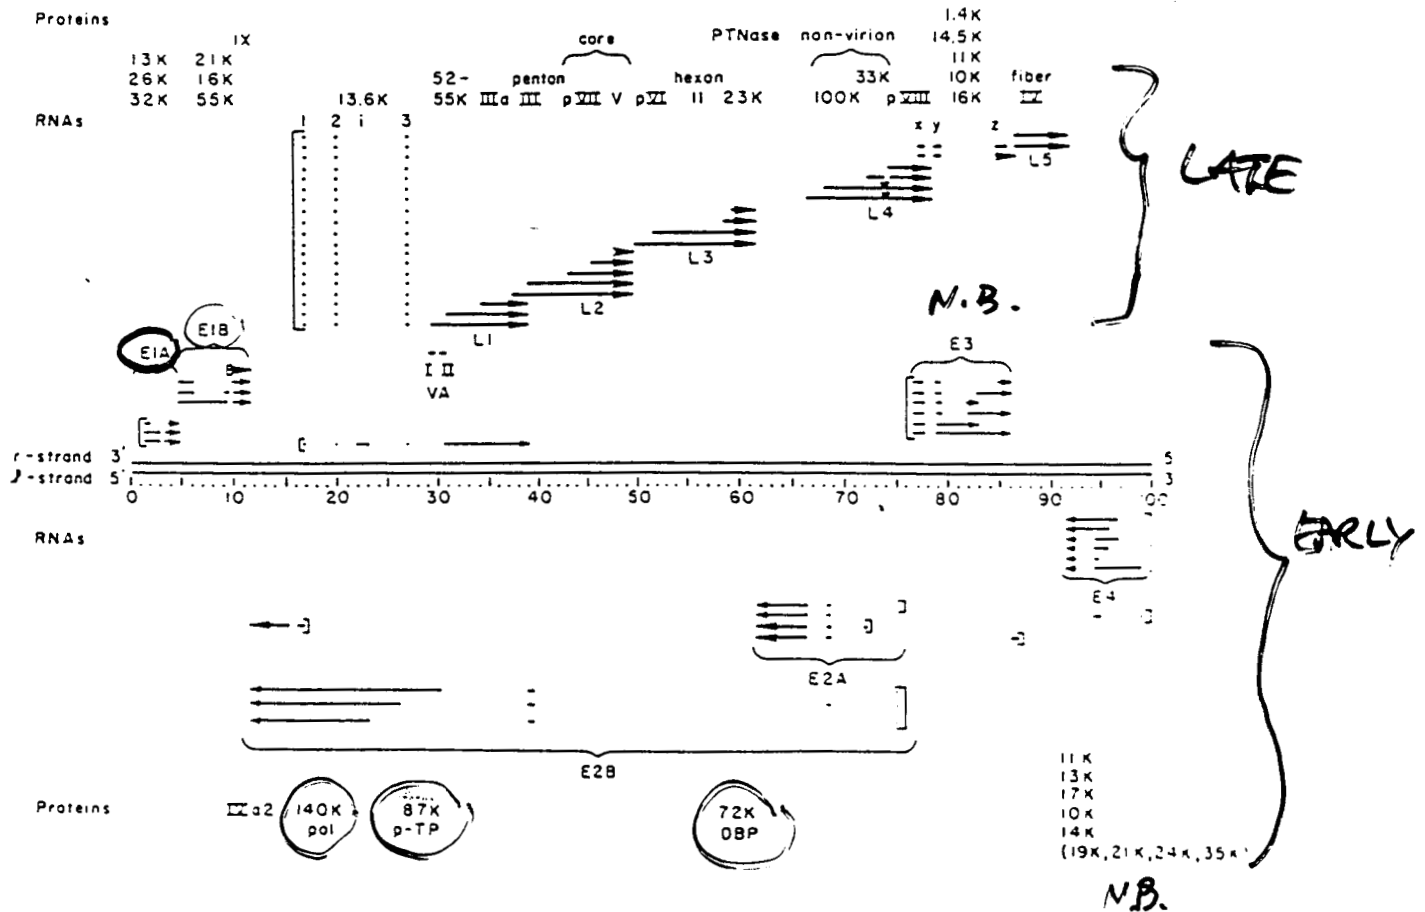 Proteins
1.4K
core PTNase non-virion 14.5K
IX
13K 21K 11K
26K 16K 52- penton hexon 33K 10K fiber
32K 55K 13.6K 55K IIIa III pVII V pVI II 23K 100K pVIII 16K IV
RNAs 1 2 i 3 x y z
L5
LATE
L4
L3
L2
N.B.
E1B
L1
E1A
E3
B
I II
VA
r-strand 3' 5
l-strand 5' 3
0 10 20 30 40 50 60 70 80 90 100
RNAs
EARLY
E4
E2A
E2B
11K
13K
Proteins IVa2 140K 87K 72K 17K
pol p-TP DBP 10K
14K
(19K, 21K, 24K, 35K)
N.B.